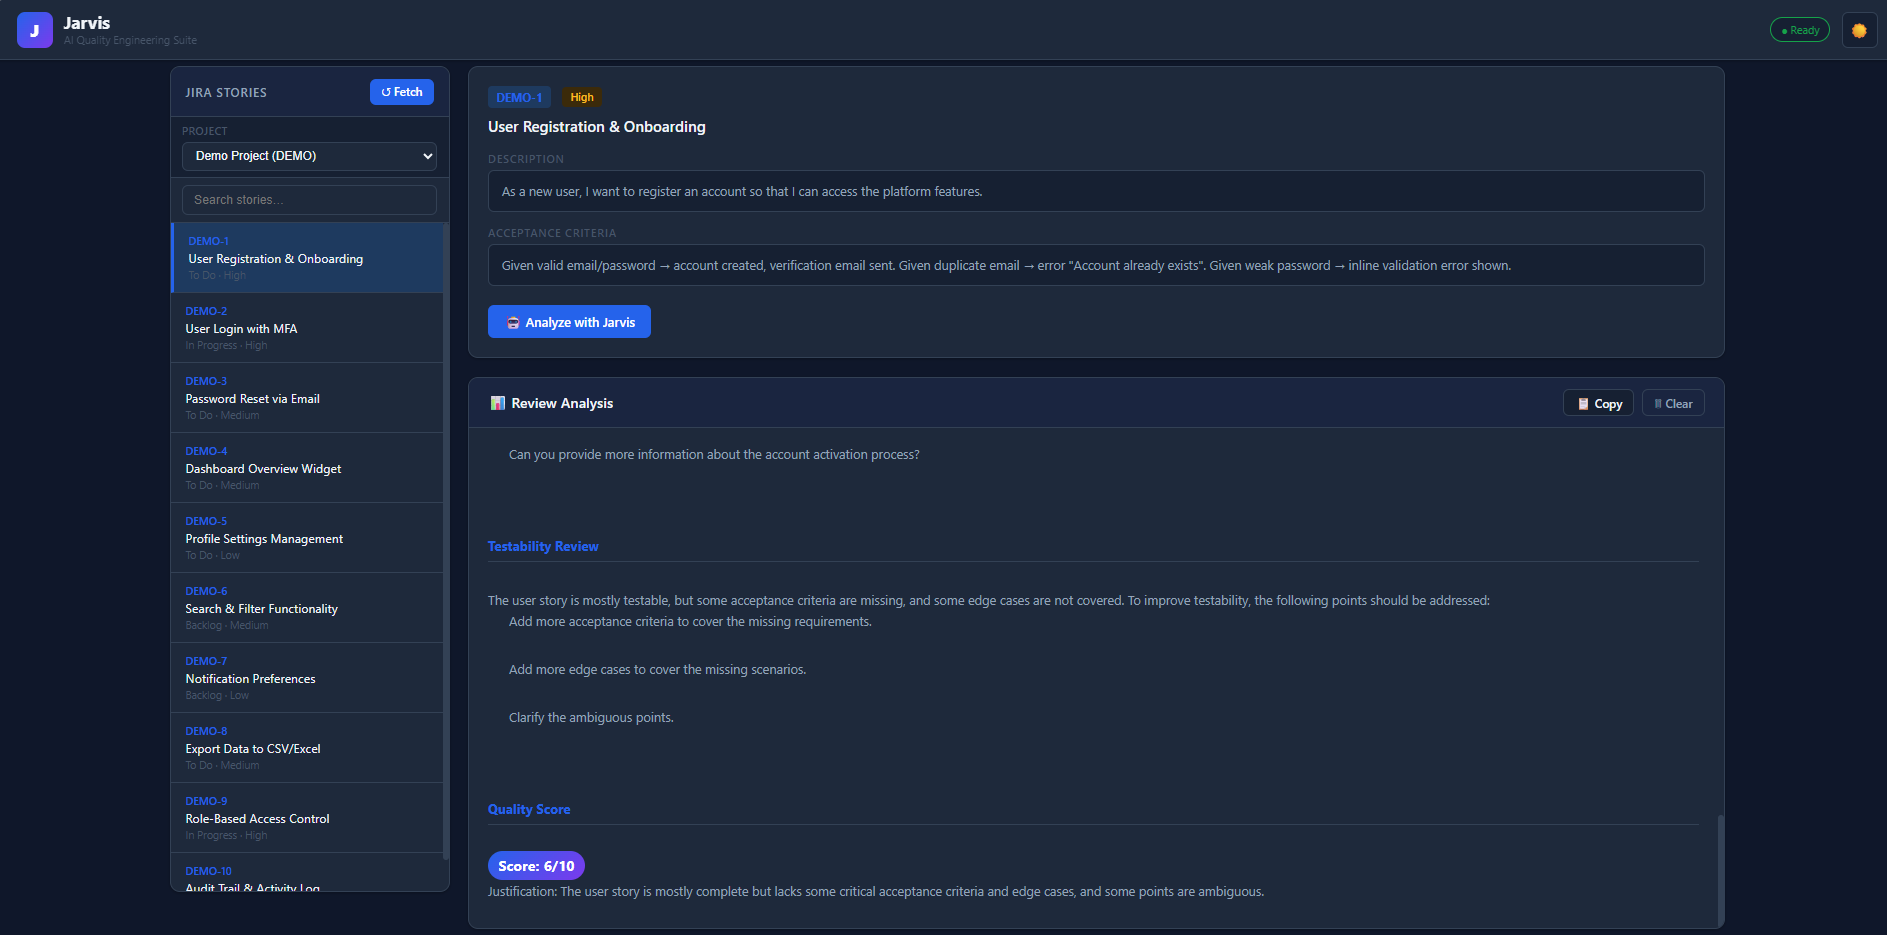 J
Jarvis
AI Quality Engineering Suite
● Ready
JIRA STORIES
↺ Fetch
PROJECT
Demo Project (DEMO)
Search stories...
DEMO-1
User Registration & Onboarding
To Do · High
DEMO-2
User Login with MFA
In Progress · High
DEMO-3
Password Reset via Email
To Do · Medium
DEMO-4
Dashboard Overview Widget
To Do · Medium
DEMO-5
Profile Settings Management
To Do · Low
DEMO-6
Search & Filter Functionality
Backlog · Medium
DEMO-7
Notification Preferences
Backlog · Low
DEMO-8
Export Data to CSV/Excel
To Do · Medium
DEMO-9
Role-Based Access Control
In Progress · High
DEMO-10
Audit Trail & Activity Log
DEMO-1 High
User Registration & Onboarding
DESCRIPTION
As a new user, I want to register an account so that I can access the platform features.
ACCEPTANCE CRITERIA
Given valid email/password → account created, verification email sent. Given duplicate email → error "Account already exists". Given weak password → inline validation error shown.
Analyze with Jarvis
Review Analysis
Copy
Clear
Can you provide more information about the account activation process?
Testability Review
The user story is mostly testable, but some acceptance criteria are missing, and some edge cases are not covered. To improve testability, the following points should be addressed:
Add more acceptance criteria to cover the missing requirements.
Add more edge cases to cover the missing scenarios.
Clarify the ambiguous points.
Quality Score
Score: 6/10
Justification: The user story is mostly complete but lacks some critical acceptance criteria and edge cases, and some points are ambiguous.